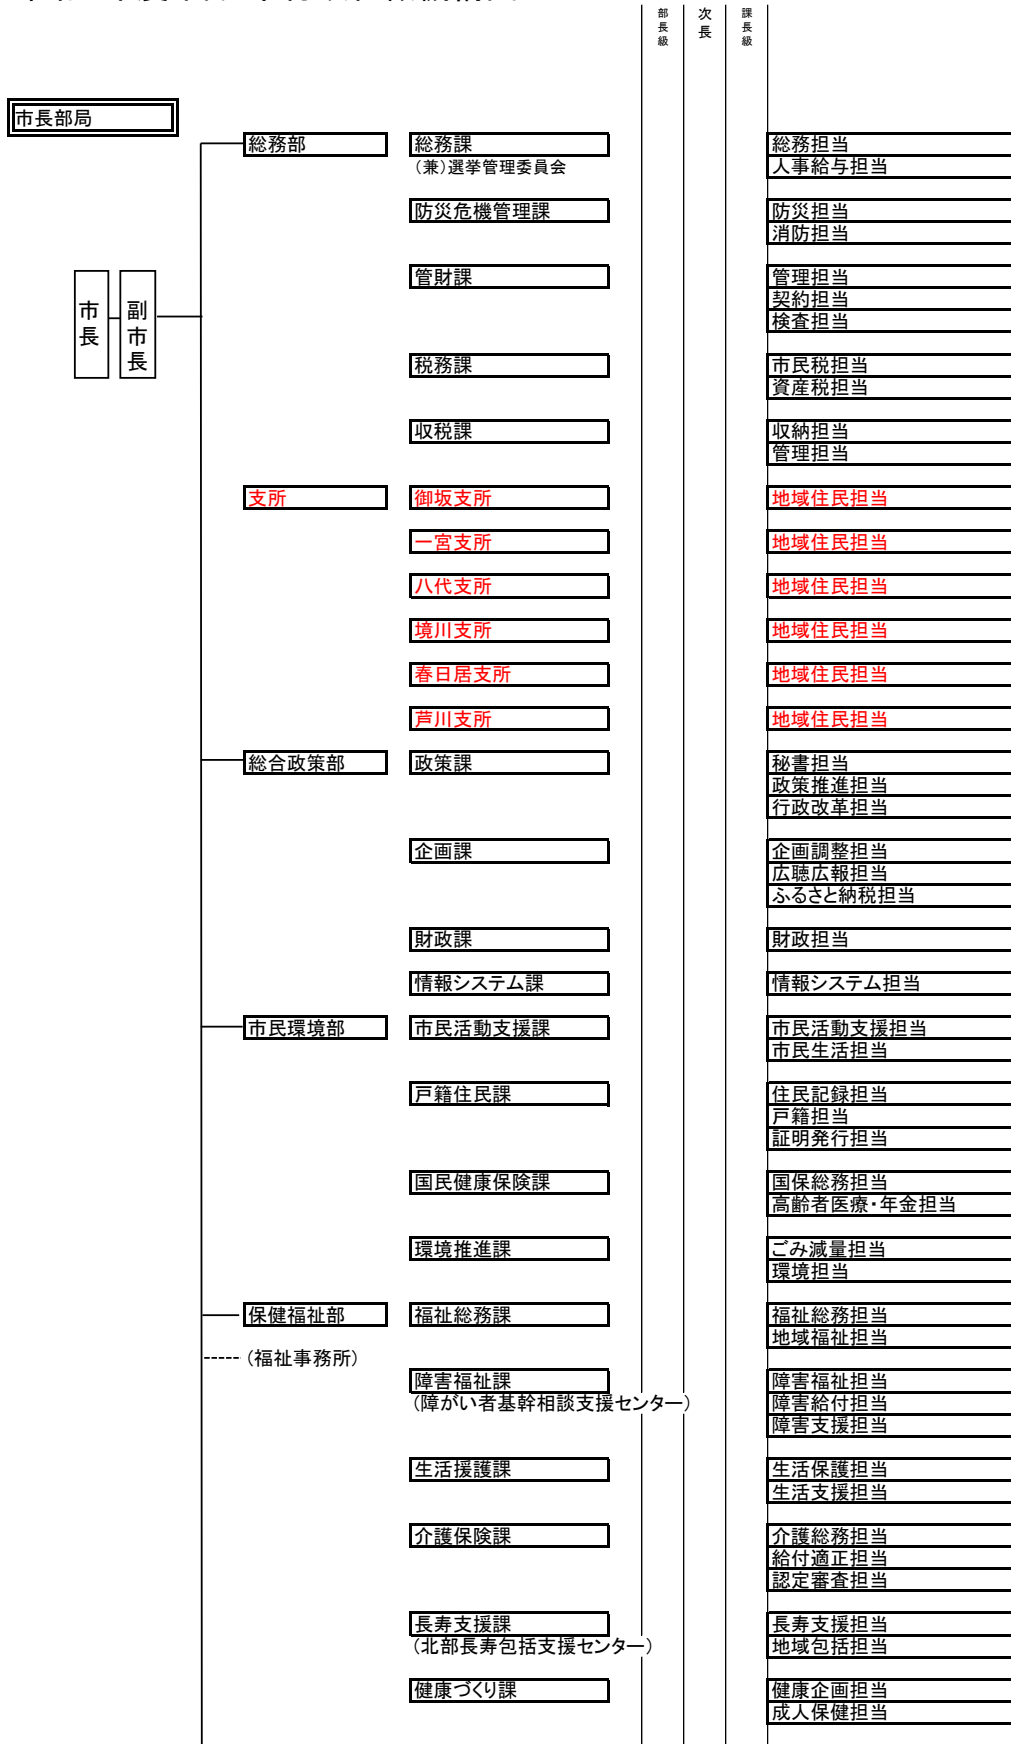 部長級
次長
課長級
市長部局
総務部 総務課 総務担当
(兼)選挙管理委員会 人事給与担当
防災危機管理課 防災担当
消防担当
管財課 管理担当
市長 副市長 契約担当
検査担当
税務課 市民税担当
資産税担当
収税課 収納担当
管理担当
支所 御坂支所 地域住民担当
一宮支所 地域住民担当
八代支所 地域住民担当
境川支所 地域住民担当
春日居支所 地域住民担当
芦川支所 地域住民担当
総合政策部 政策課 秘書担当
政策推進担当
行政改革担当
企画課 企画調整担当
広聴広報担当
ふるさと納税担当
財政課 財政担当
情報システム課 情報システム担当
市民環境部 市民活動支援課 市民活動支援担当
市民生活担当
戸籍住民課 住民記録担当
戸籍担当
証明発行担当
国民健康保険課 国保総務担当
高齢者医療・年金担当
環境推進課 ごみ減量担当
環境担当
保健福祉部 福祉総務課 福祉総務担当
地域福祉担当
(福祉事務所)
障害福祉課 障害福祉担当
(障がい者基幹相談支援センター) 障害給付担当
障害支援担当
生活援護課 生活保護担当
生活支援担当
介護保険課 介護総務担当
給付適正担当
認定審査担当
長寿支援課 長寿支援担当
(北部長寿包括支援センター) 地域包括担当
健康づくり課 健康企画担当
成人保健担当